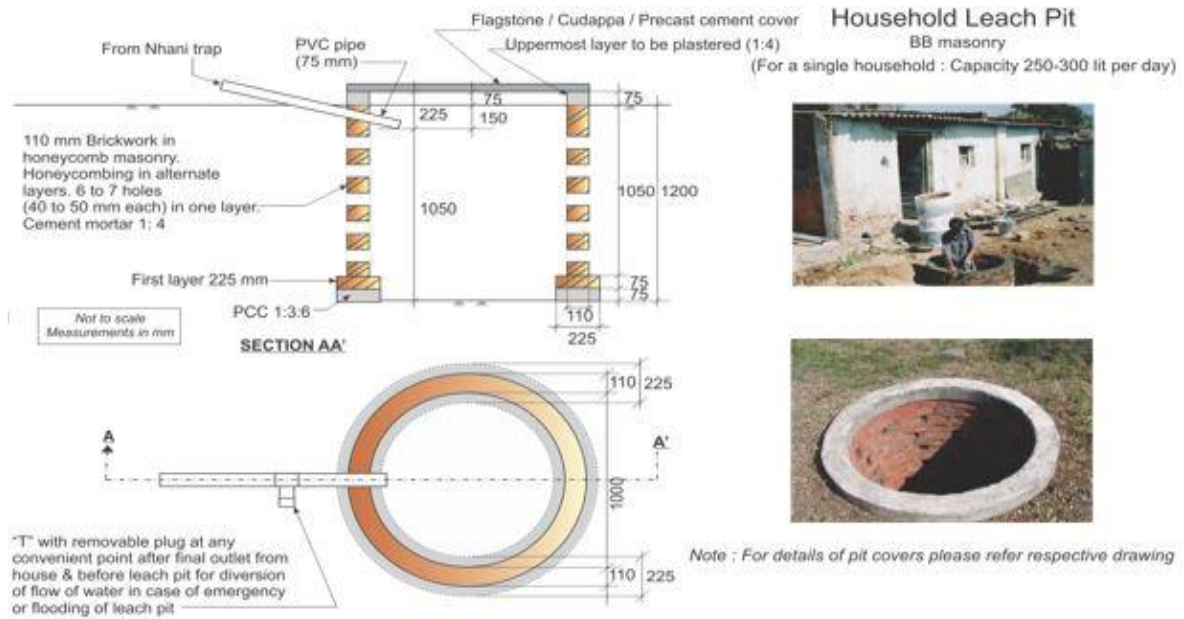 Household Leach Pit
BB masonry
(For a single household : Capacity 250-300 lit per day)
Flagstone / Cudappa / Precast cement cover
Uppermost layer to be plastered (1:4)
From Nhani trap
PVC pipe
(75 mm)
75
225
150
75
110 mm Brickwork in
honeycomb masonry.
Honeycombing in alternate
layers. 6 to 7 holes
(40 to 50 mm each) in one layer.
Cement mortar 1: 4
1050
1050
1200
First layer 225 mm
75
75
PCC 1:3:6
110
225
Not to scale
Measurements in mm
SECTION AA'
110
225
A
A'
1000
"T" with removable plug at any
convenient point after final outlet from
house & before leach pit for diversion
of flow of water in case of emergency
or flooding of leach pit
110
225
Note : For details of pit covers please refer respective drawing